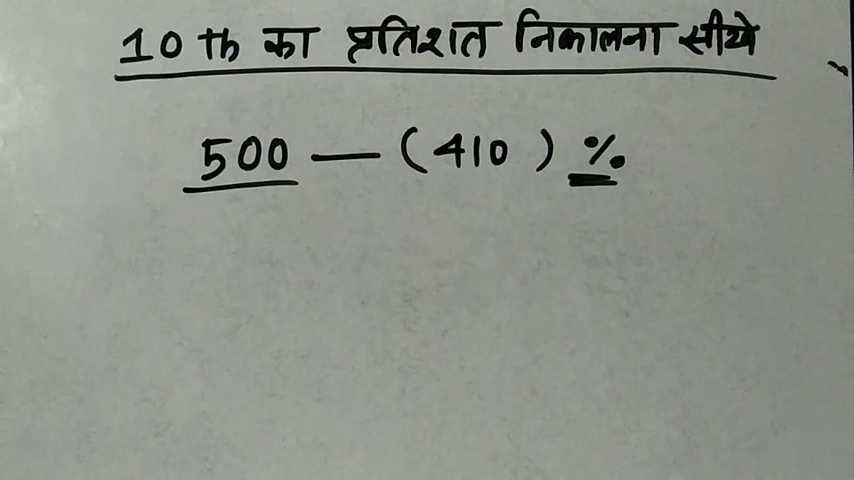 10 th का प्रतिशत निकालना सीखे
500 — (410) %.